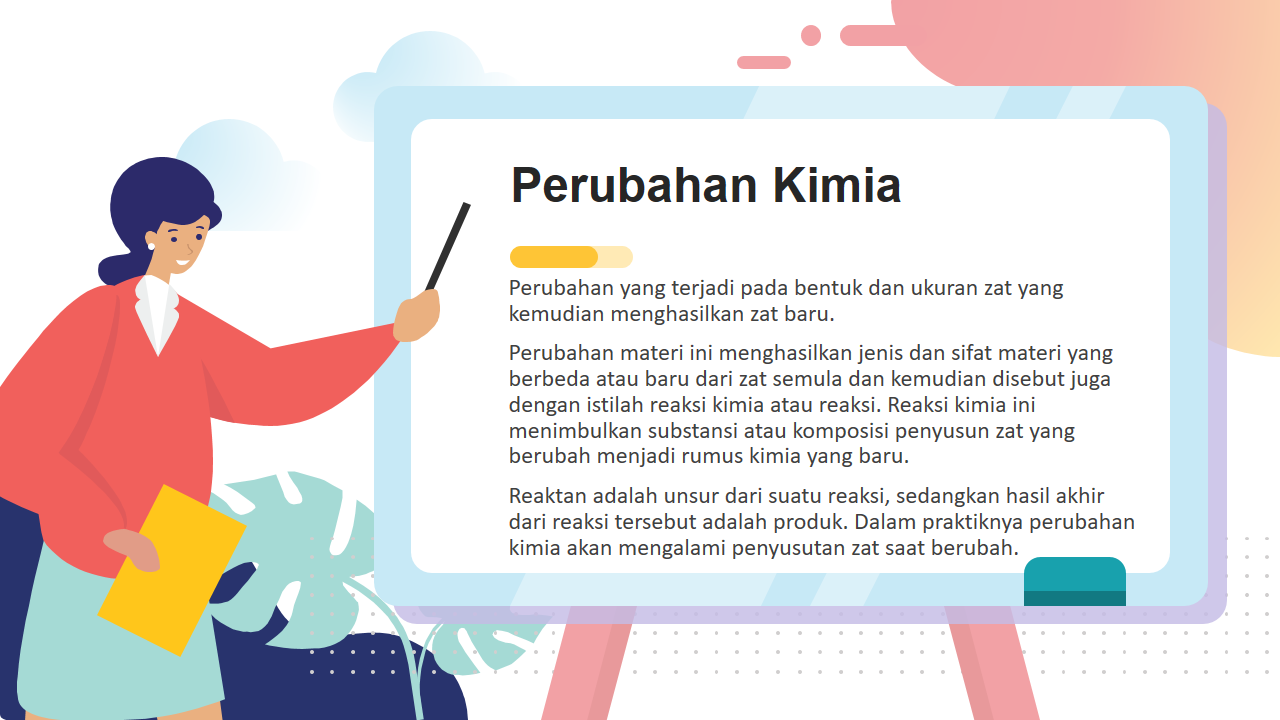 Perubahan Kimia
Perubahan yang terjadi pada bentuk dan ukuran zat yang
kemudian menghasilkan zat baru.
Perubahan materi ini menghasilkan jenis dan sifat materi yang
berbeda atau baru dari zat semula dan kemudian disebut juga
dengan istilah reaksi kimia atau reaksi. Reaksi kimia ini
menimbulkan substansi atau komposisi penyusun zat yang
berubah menjadi rumus kimia yang baru.
Reaktan adalah unsur dari suatu reaksi, sedangkan hasil akhir
dari reaksi tersebut adalah produk. Dalam praktiknya perubahan
kimia akan mengalami penyusutan zat saat berubah.